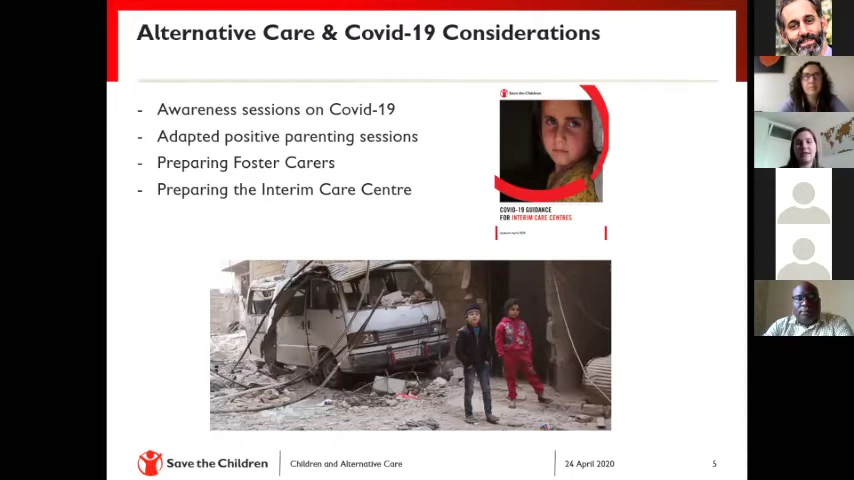 Alternative Care & Covid-19 Considerations
- Awareness sessions on Covid-19
- Adapted positive parenting sessions
- Preparing Foster Carers
- Preparing the Interim Care Centre
Save the Children
COVID-19 GUIDANCE
FOR INTERIM CARE CENTRES
Save the Children
Children and Alternative Care
24 April 2020
5